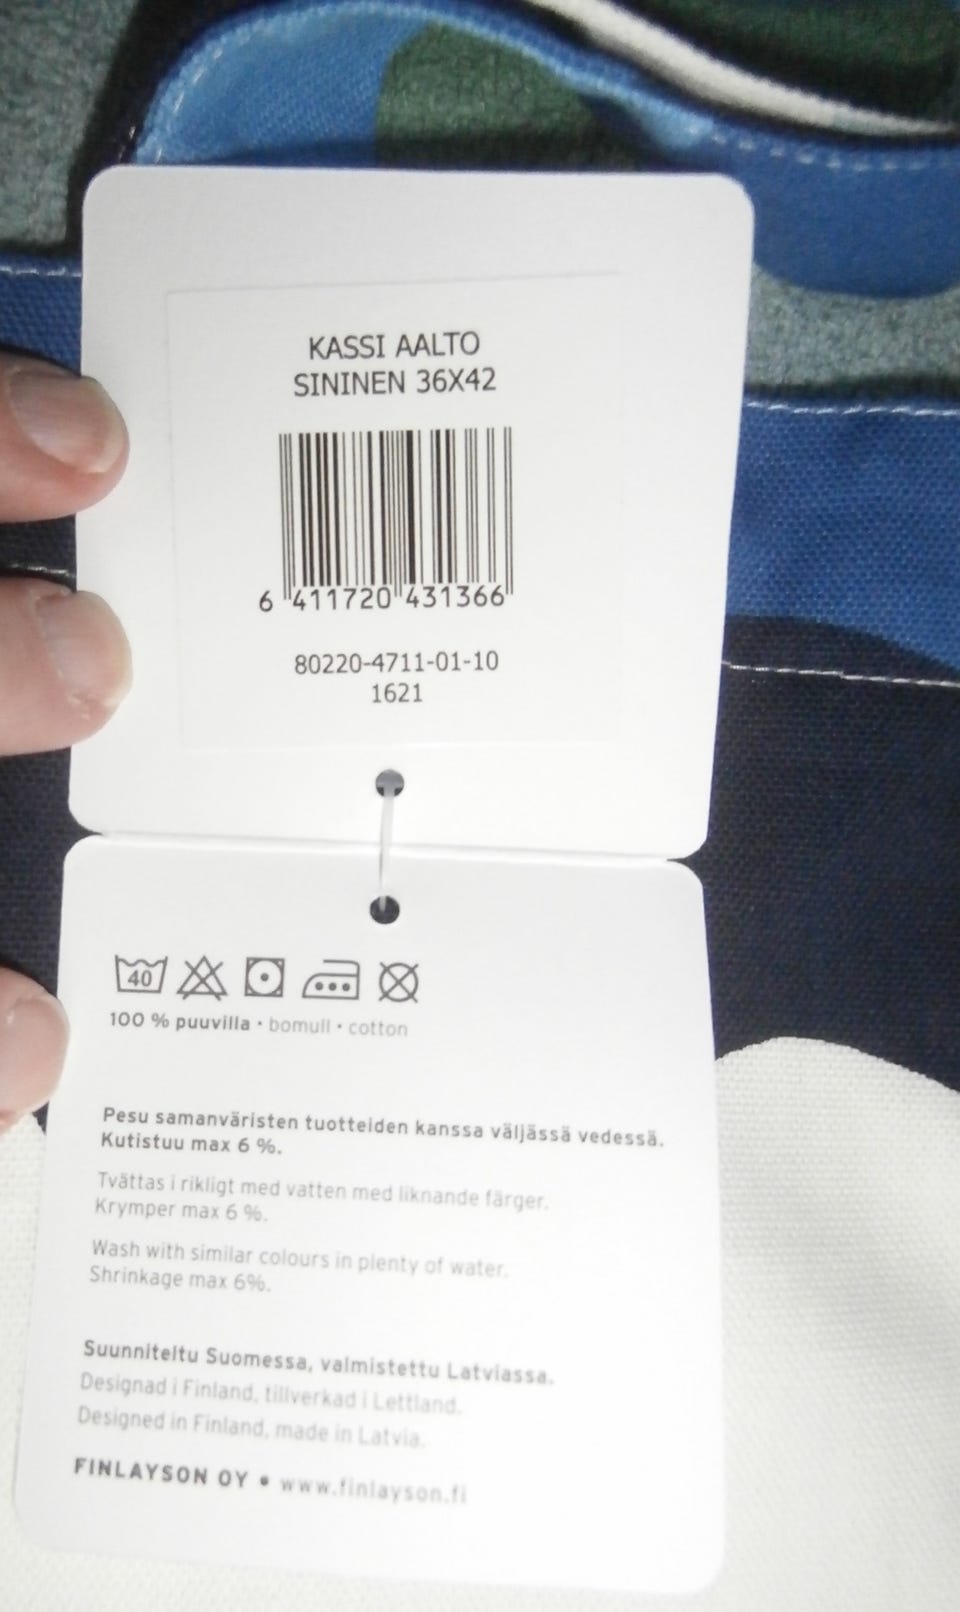 KASSI AALTO
SININEN 36X42
6 411720 431366
80220-4711-01-10
1621
40
100 % puuvilla • bomull • cotton
Pesu samanväristen tuotteiden kanssa väljässä vedessä.
Kutistuu max 6 %.
Tvättas i rikligt med vatten med liknande färger.
Krymper max 6 %.
Wash with similar colours in plenty of water.
Shrinkage max 6%.
Suunniteltu Suomessa, valmistettu Latviassa.
Designad i Finland, tillverkad i Lettland.
Designed in Finland, made in Latvia.
FINLAYSON OY • www.finlayson.fi